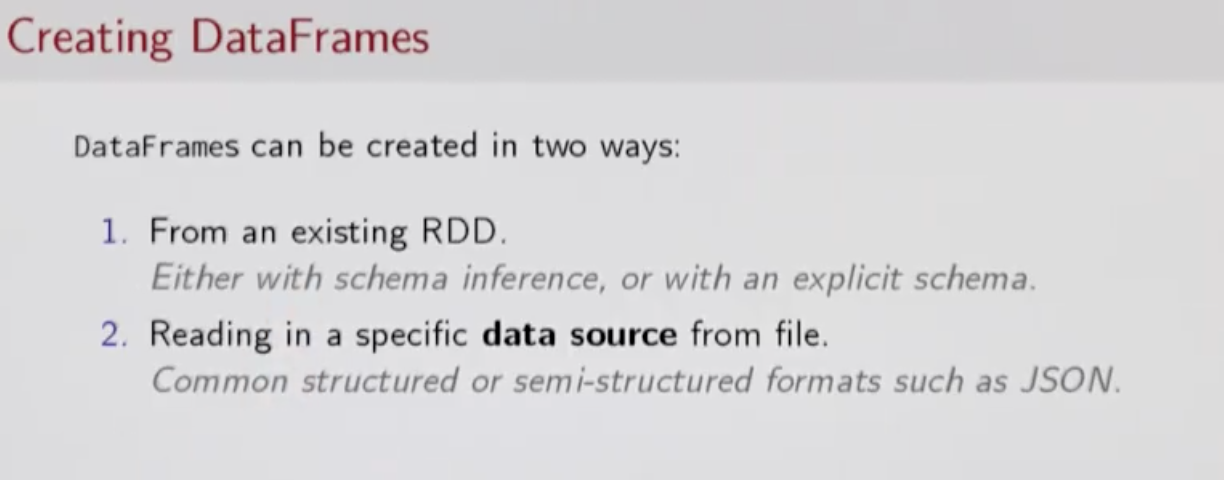 Creating DataFrames
DataFrames can be created in two ways:
1. From an existing RDD.
Either with schema inference, or with an explicit schema.
2. Reading in a specific data source from file.
Common structured or semi-structured formats such as JSON.